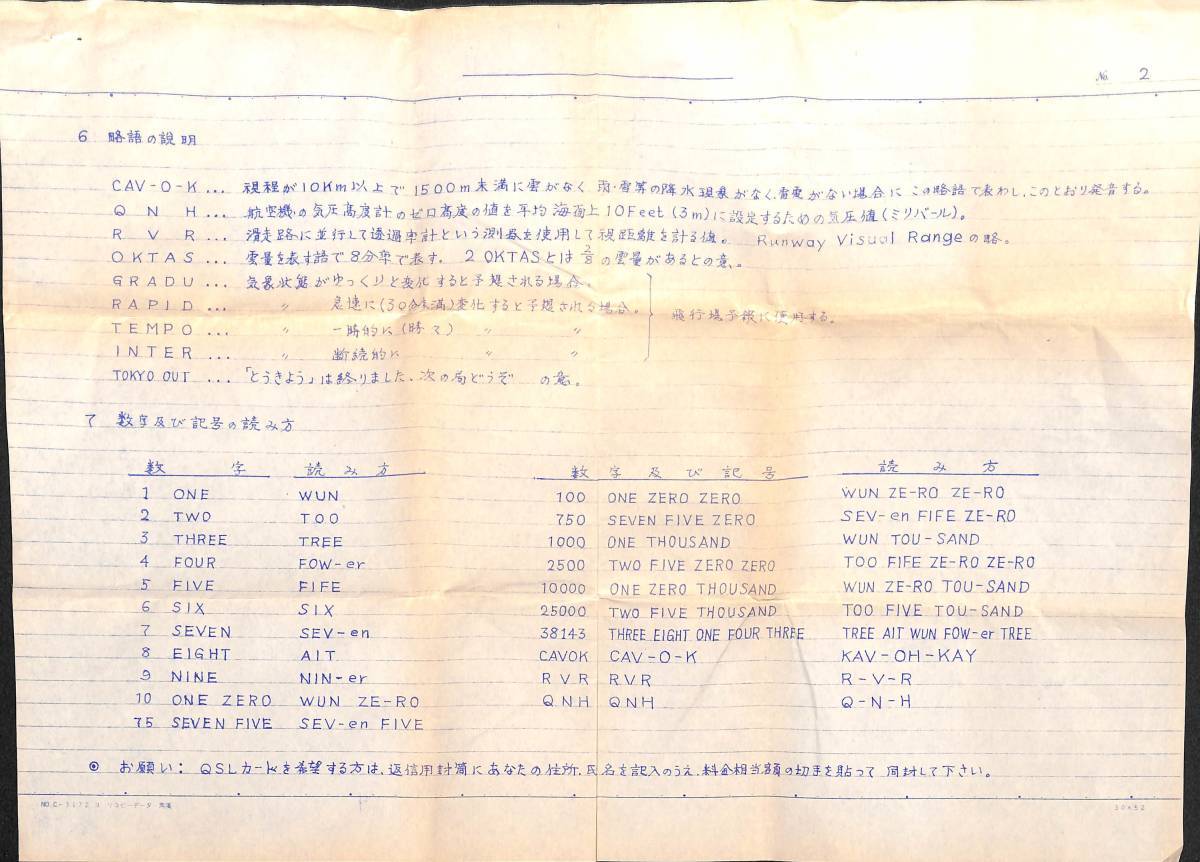 No. 2
6 略語の説明
CAV-O-K ... 視程が10Km以上で1500m未満に雲がなく 雨・雪等の降水現象がなく、雷電がない場合に この略語で表わし、このとおり発音する。
Q N H ... 航空機の気圧高度計のゼロ高度の値を平均海面上10Feet(3m)に設定するための気圧値(ミリバール)。
R V R ... 滑走路に並行して透過率計という測器を使用して視距離を計る値。 Runway Visual Rangeの略。
OKTAS ... 雲量を表す語で8分率で表す。 2 OKTASとは2/8の雲量があるとの意、。
GRADU ... 気象状態がゆっくりと変化すると予想される場合。
RAPID ... 〃 急速に(30分未満)変化すると予想される場合。 飛行場予報に使用する。
TEMPO ... 〃 一時的に(時々) 〃 〃
INTER ... 〃 断続的に 〃 〃
TOKYO OUT ... 「とうきよう」は終りました、次の局どうぞ の意。
7 数字及び記号の読み方
数字 読み方 数字及び記号 読み方
1 ONE WUN 100 ONE ZERO ZERO WUN ZE-RO ZE-RO
2 TWO TOO 750 SEVEN FIVE ZERO SEV-en FIFE ZE-RO
3 THREE TREE 1000 ONE THOUSAND WUN TOU-SAND
4 FOUR FOW-er 2500 TWO FIVE ZERO ZERO TOO FIFE ZE-RO ZE-RO
5 FIVE FIFE 10000 ONE ZERO THOUSAND WUN ZE-RO TOU-SAND
6 SIX SIX 25000 TWO FIVE THOUSAND TOO FIVE TOU-SAND
7 SEVEN SEV-en 38143 THREE EIGHT ONE FOUR THREE TREE AIT WUN FOW-er TREE
8 EIGHT AIT CAVOK CAV-O-K KAV-OH-KAY
9 NINE NIN-er R V R R V R R-V-R
10 ONE ZERO WUN ZE-RO Q N H Q N H Q-N-H
75 SEVEN FIVE SEV-en FIVE
◎ お願い: QSLカードを希望する方は、返信用封筒にあなたの住所、氏名を記入のうえ、料金相当額の切手を貼って 同封して下さい。
30×52